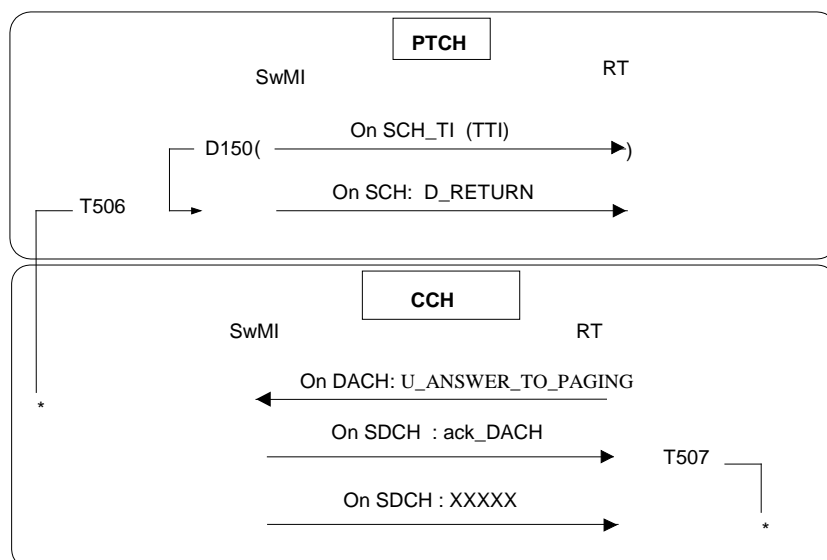 PTCH
SwMI RT
On SCH_TI (TTI)
D150( )
On SCH: D_RETURN
T506
CCH
SwMI RT
On DACH: U_ANSWER_TO_PAGING
*
On SDCH : ack_DACH
T507
On SDCH : XXXXX
*